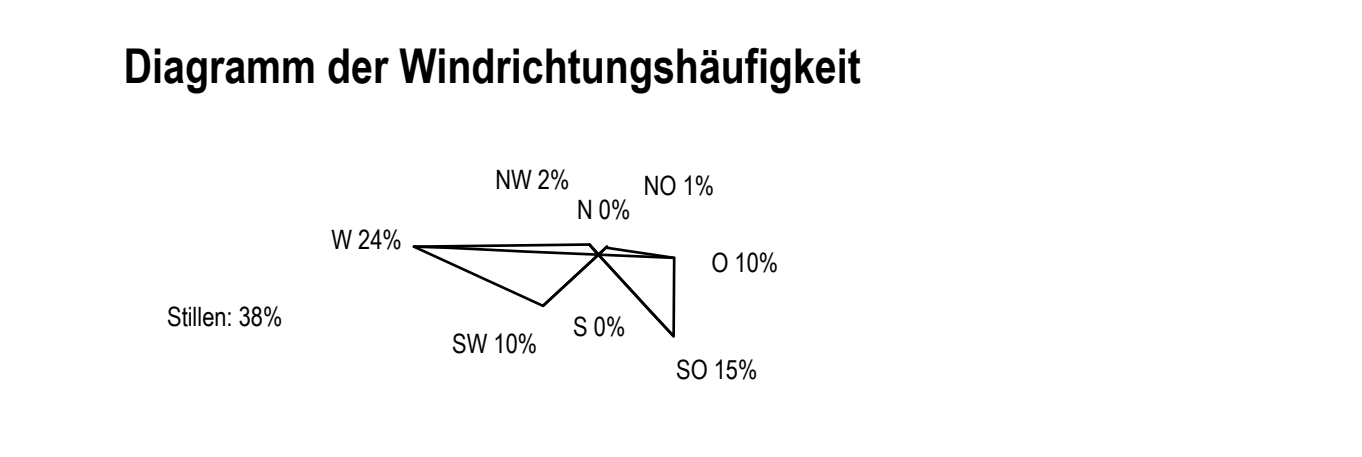 Diagramm der Windrichtungshäufigkeit
NW 2%
NO 1%
N 0%
W 24%
O 10%
Stillen: 38%
S 0%
SW 10%
SO 15%